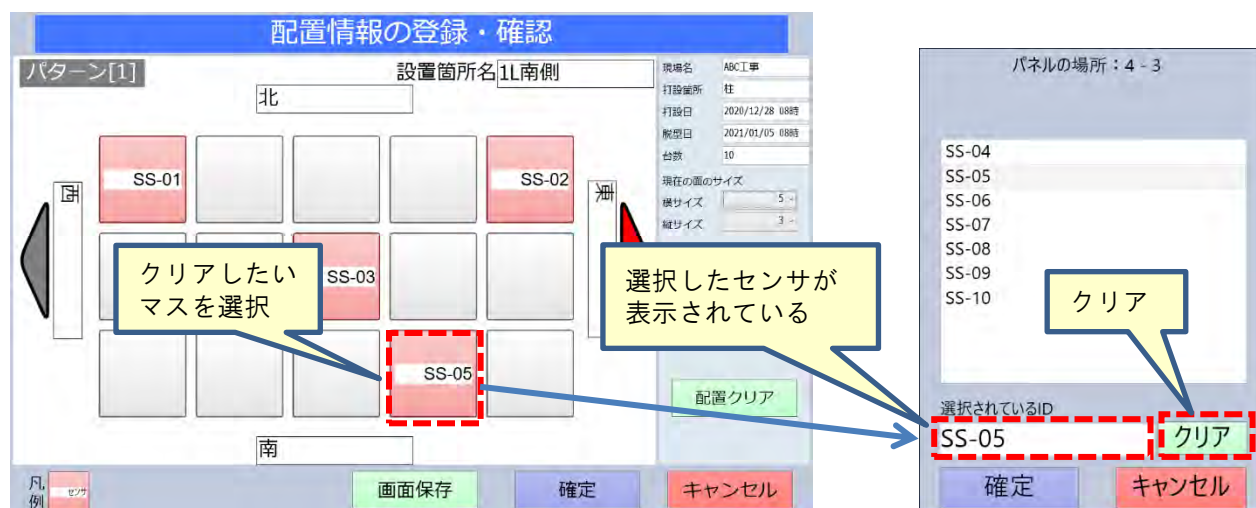 配置情報の登録・確認
パターン[1]
設置箇所名 1L南側
北
西
東
南
SS-01
SS-02
SS-03
SS-05
クリアしたい
マスを選択
現場名 ABC工事
打設箇所 柱
打設日 2020/12/28 08時
脱型日 2021/01/05 08時
台数 10
現在の面のサイズ
横サイズ 5
縦サイズ 3
選択したセンサが
表示されている
配置クリア
凡例
センサ
画面保存
確定
キャンセル
パネルの場所：4 - 3
SS-04
SS-05
SS-06
SS-07
SS-08
SS-09
SS-10
クリア
選択されているID
SS-05
クリア
確定
キャンセル